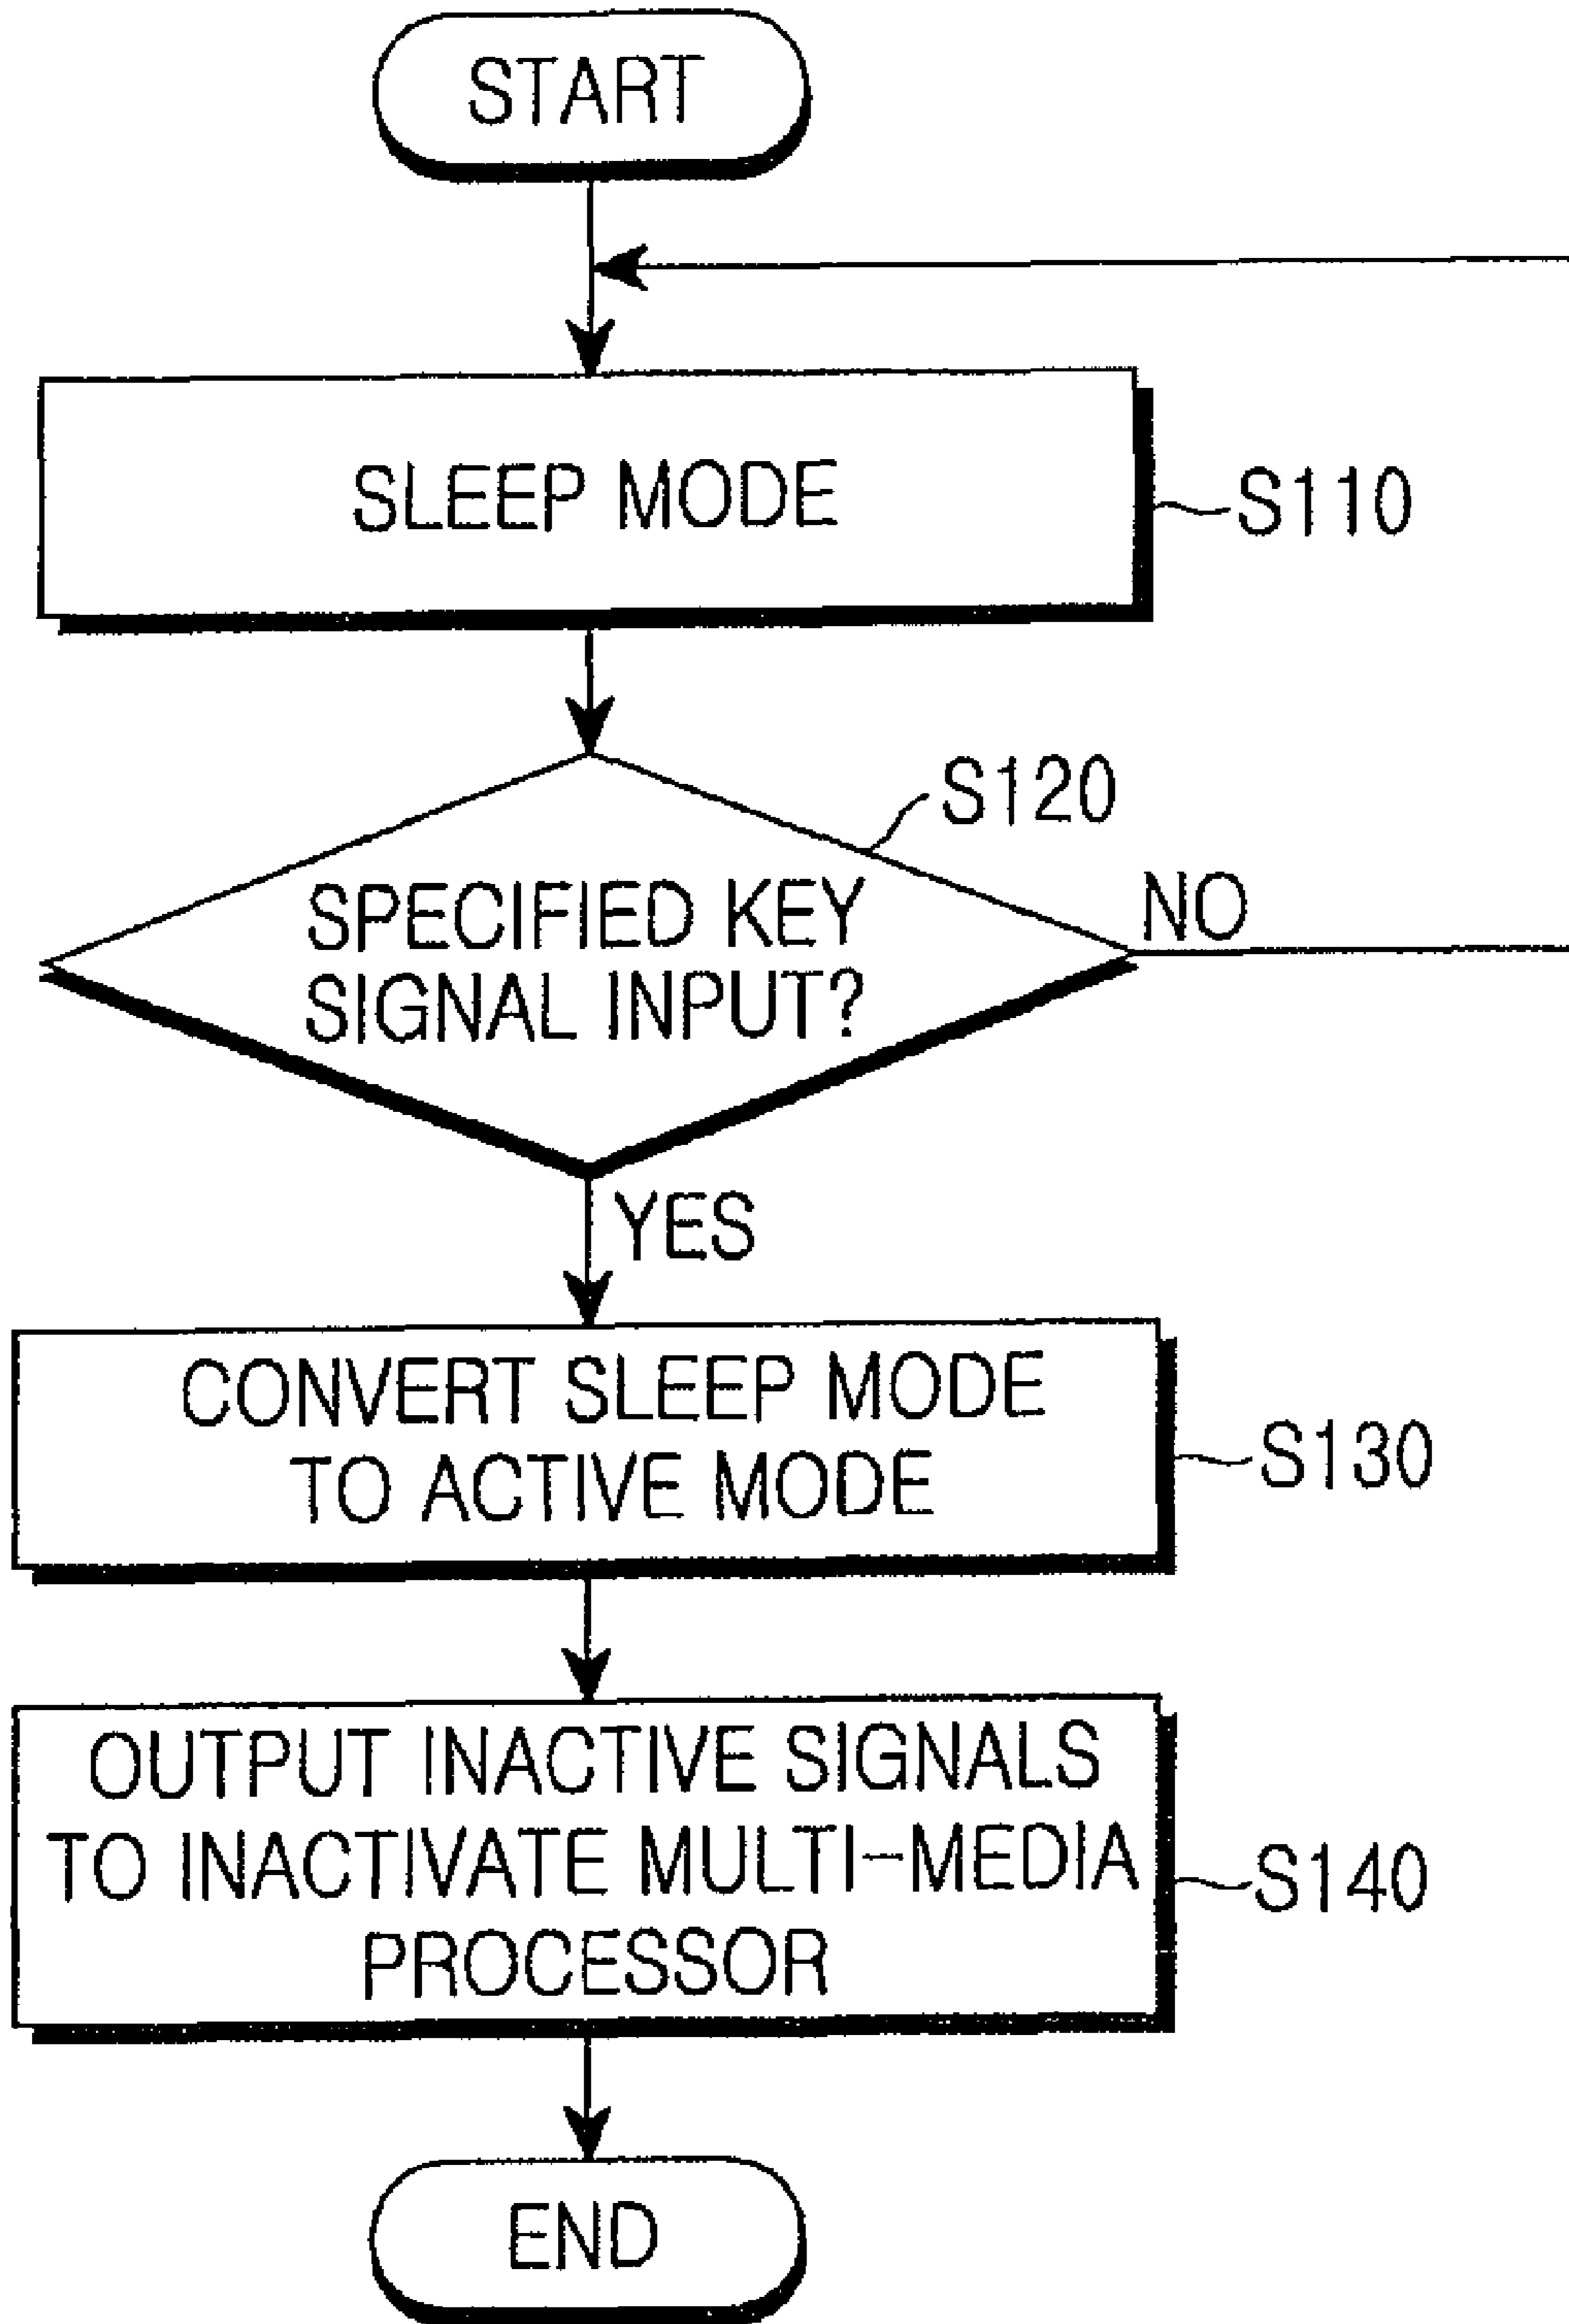 START
SLEEP MODE
S110
S120
SPECIFIED KEY
SIGNAL INPUT?
NO
YES
CONVERT SLEEP MODE
TO ACTIVE MODE
S130
OUTPUT INACTIVE SIGNALS
TO INACTIVATE MULTI-MEDIA
PROCESSOR
S140
END